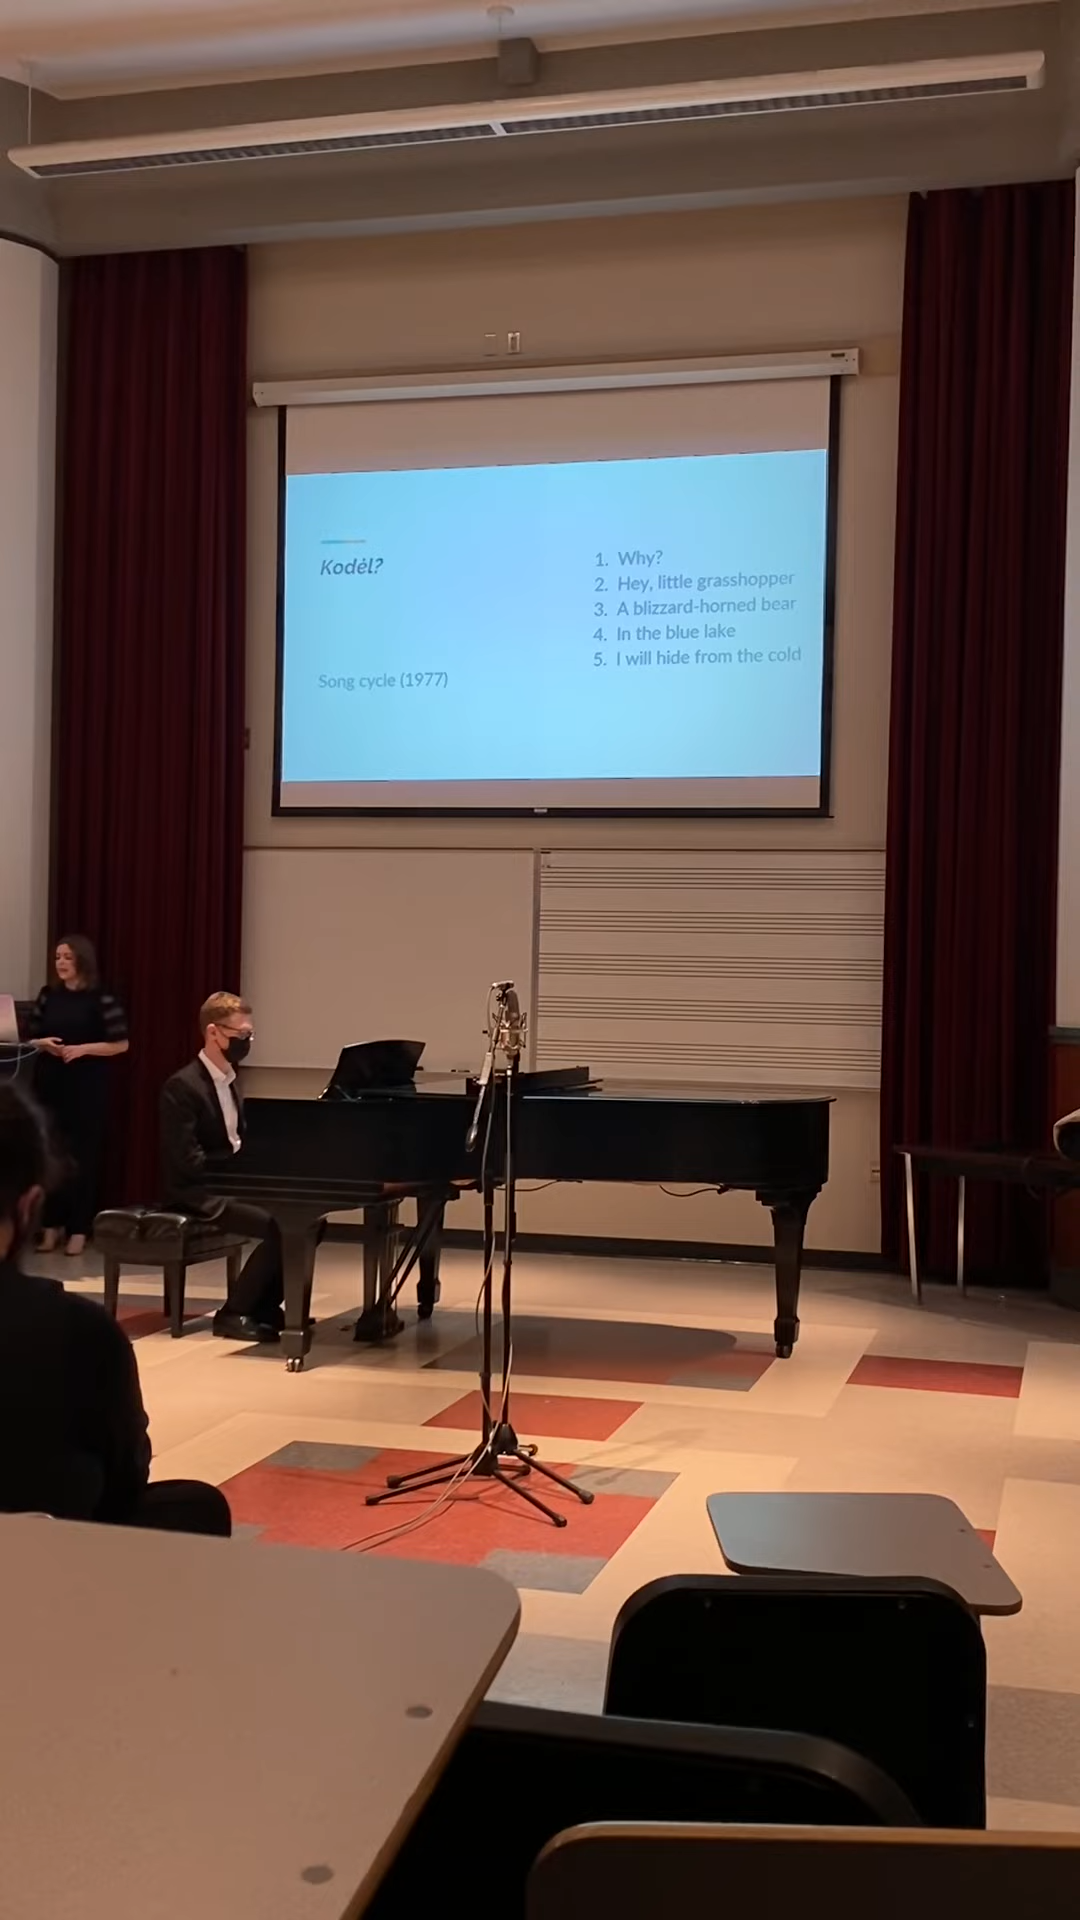 Kodėl?
Song cycle (1977)
1. Why?
2. Hey, little grasshopper
3. A blizzard-horned bear
4. In the blue lake
5. I will hide from the cold